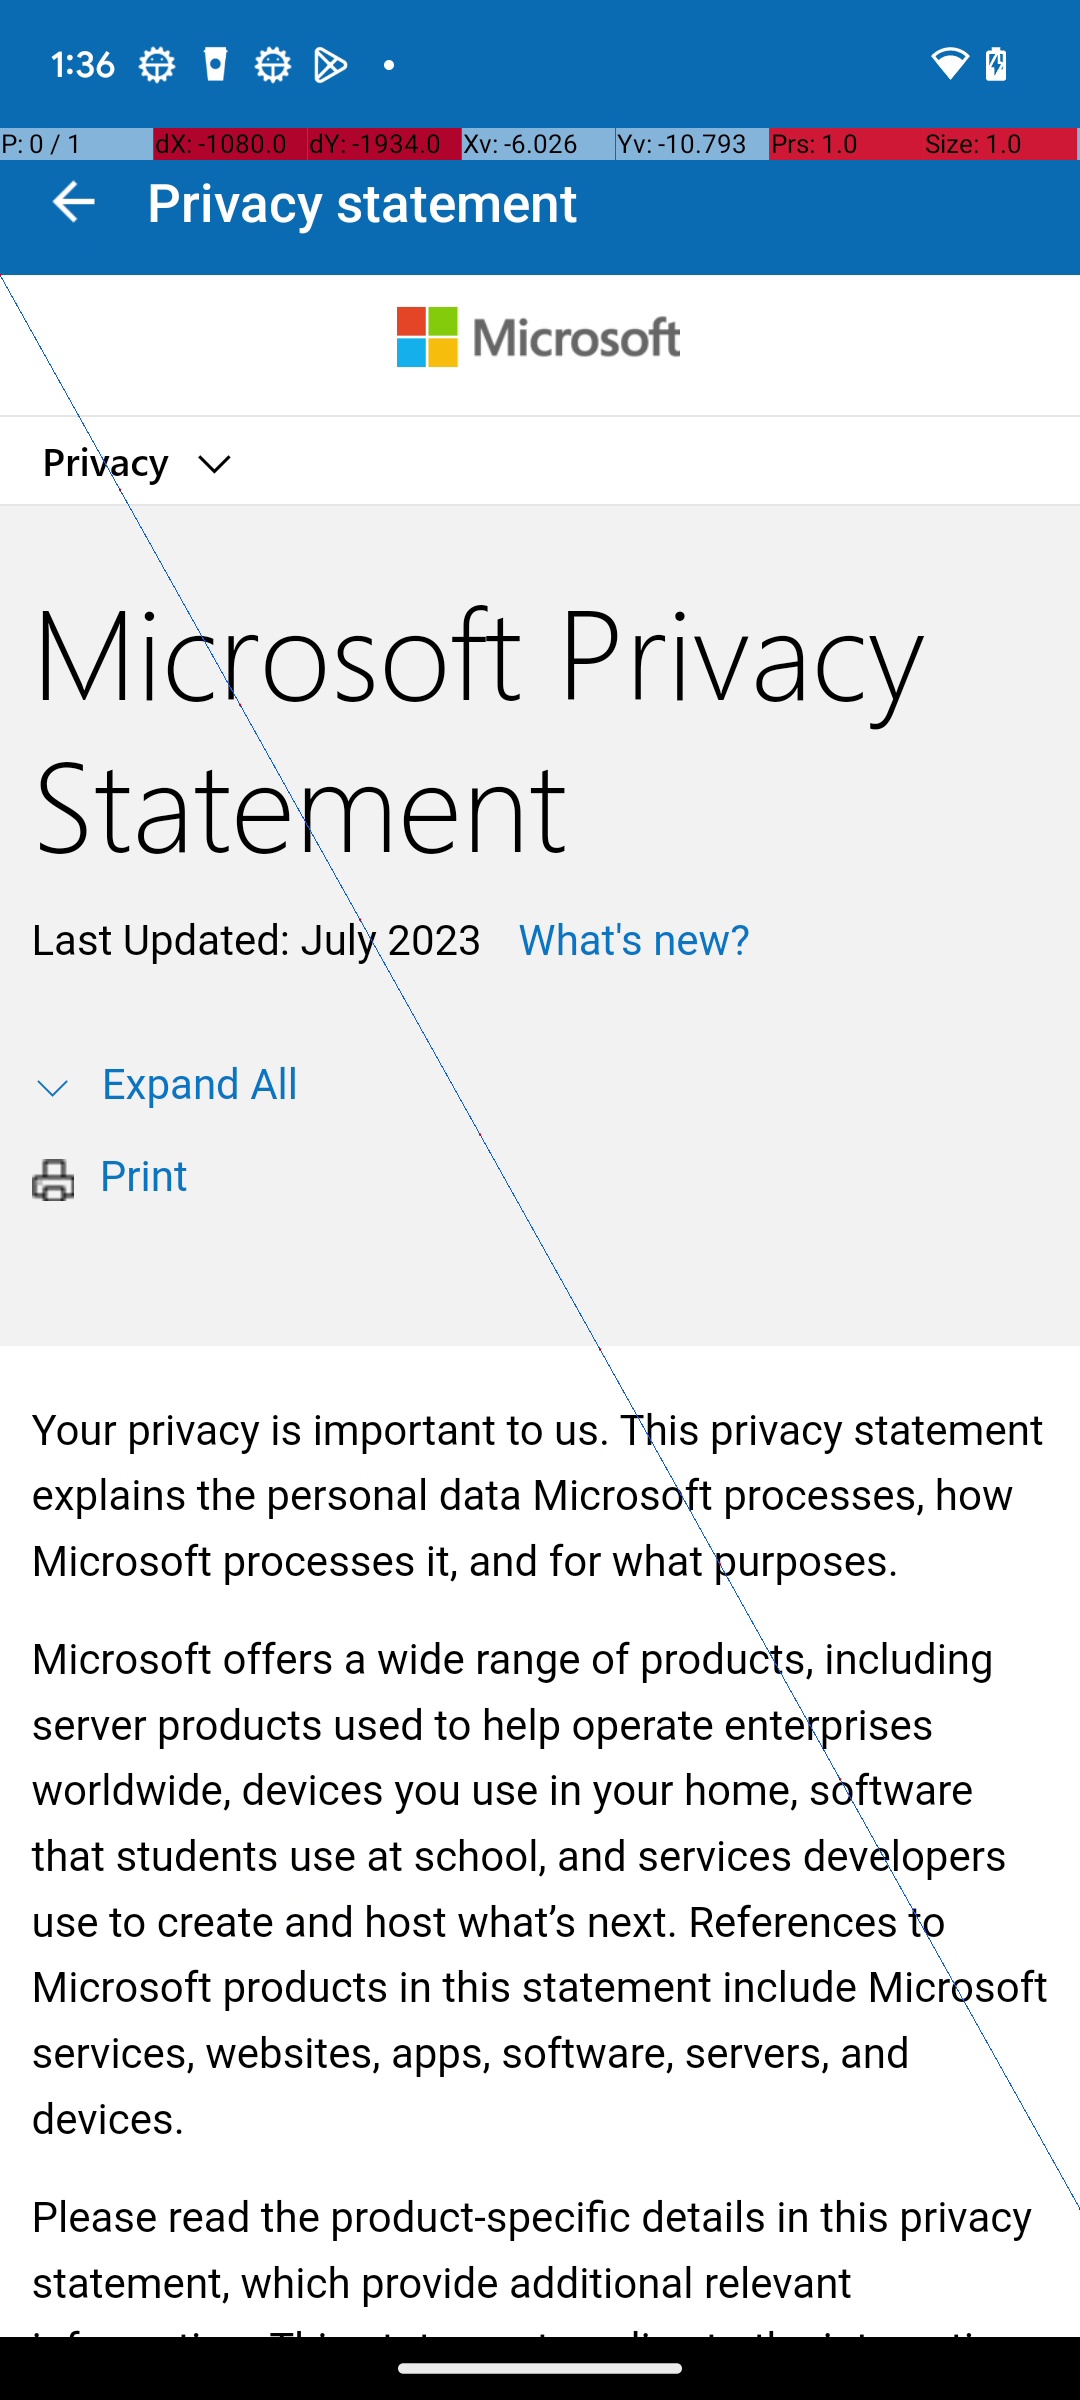 1:36
P: 0 / 1 dX: -1080.0 dY: -1934.0 Xv: -6.026 Yv: -10.793 Prs: 1.0 Size: 1.0
Privacy statement
Microsoft
Privacy
Microsoft Privacy
Statement
Last Updated: July 2023 What's new?
Expand All
Print
Your privacy is important to us. This privacy statement
explains the personal data Microsoft processes, how
Microsoft processes it, and for what purposes.
Microsoft offers a wide range of products, including
server products used to help operate enterprises
worldwide, devices you use in your home, software
that students use at school, and services developers
use to create and host what’s next. References to
Microsoft products in this statement include Microsoft
services, websites, apps, software, servers, and
devices.
Please read the product-specific details in this privacy
statement, which provide additional relevant